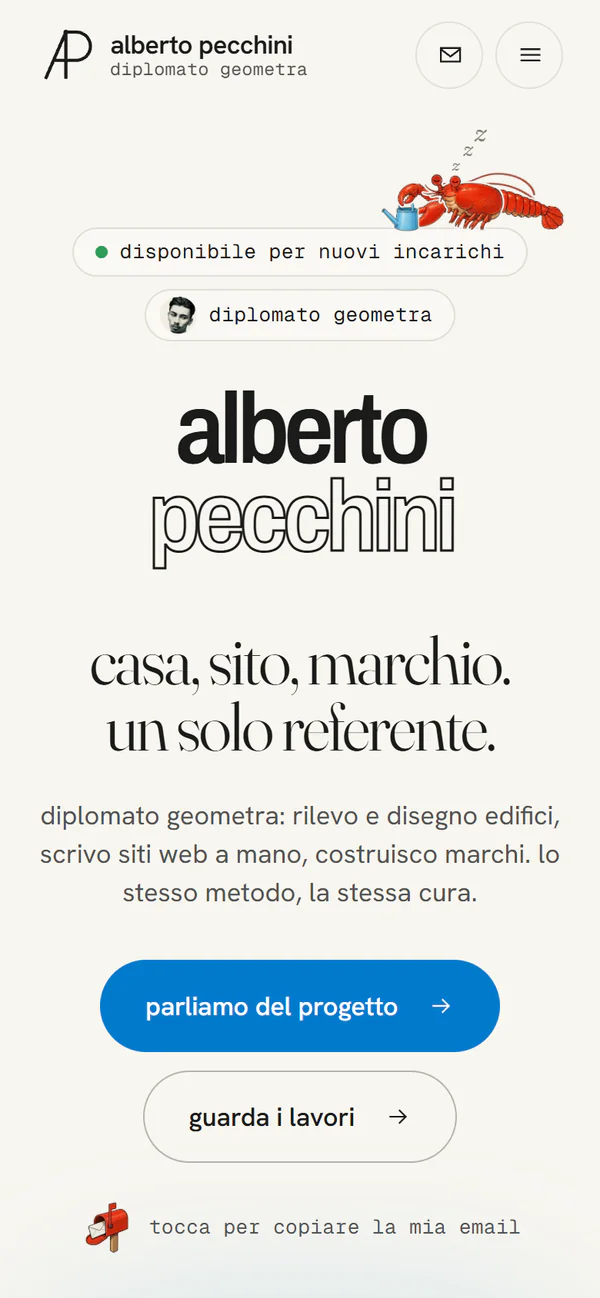 AP
alberto pecchini
diplomato geometra
z
z
z
disponibile per nuovi incarichi
diplomato geometra
alberto
pecchini
casa, sito, marchio.
un solo referente.
diplomato geometra: rilevo e disegno edifici,
scrivo siti web a mano, costruisco marchi. lo
stesso metodo, la stessa cura.
parliamo del progetto →
guarda i lavori →
tocca per copiare la mia email